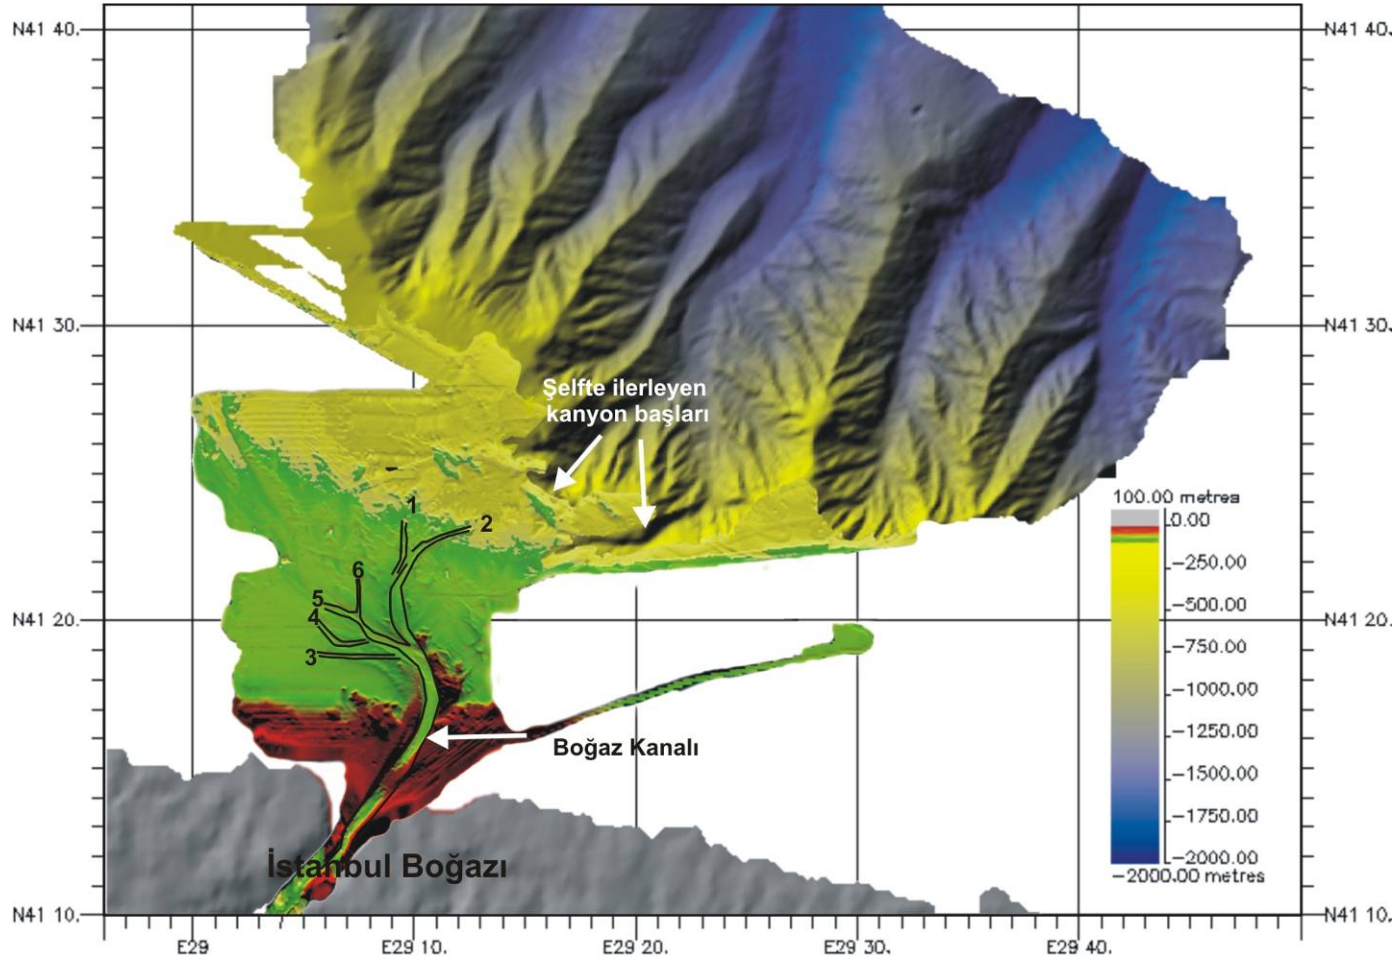 N41 40.
N41 40.
N41 30.
N41 30.
Şelfte ilerleyen
kanyon başları
100.00 metres
0.00
-250.00
-500.00
-750.00
-1000.00
-1250.00
-1500.00
-1750.00
-2000.00
-2000.00 metres
1
2
6
5
4
3
N41 20.
N41 20.
Boğaz Kanalı
İstanbul Boğazı
N41 10.
N41 10.
E29
E29 10.
E29 20.
E29 30.
E29 40.